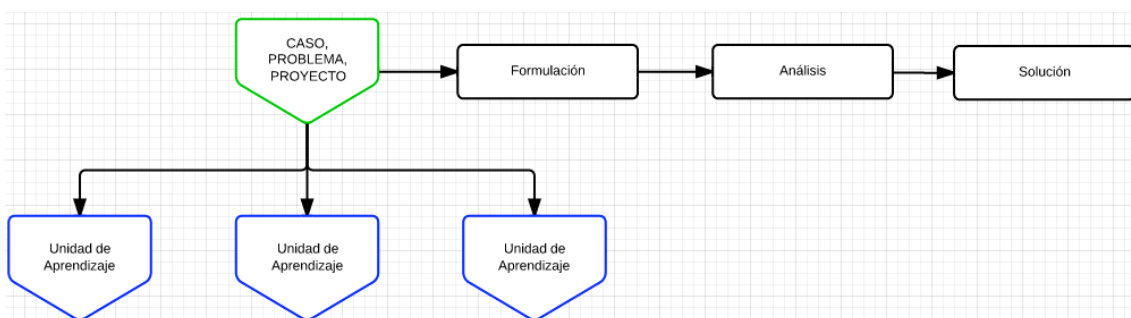 CASO,
PROBLEMA,
PROYECTO
Formulación
Análisis
Solución
Unidad de
Aprendizaje
Unidad de
Aprendizaje
Unidad de
Aprendizaje